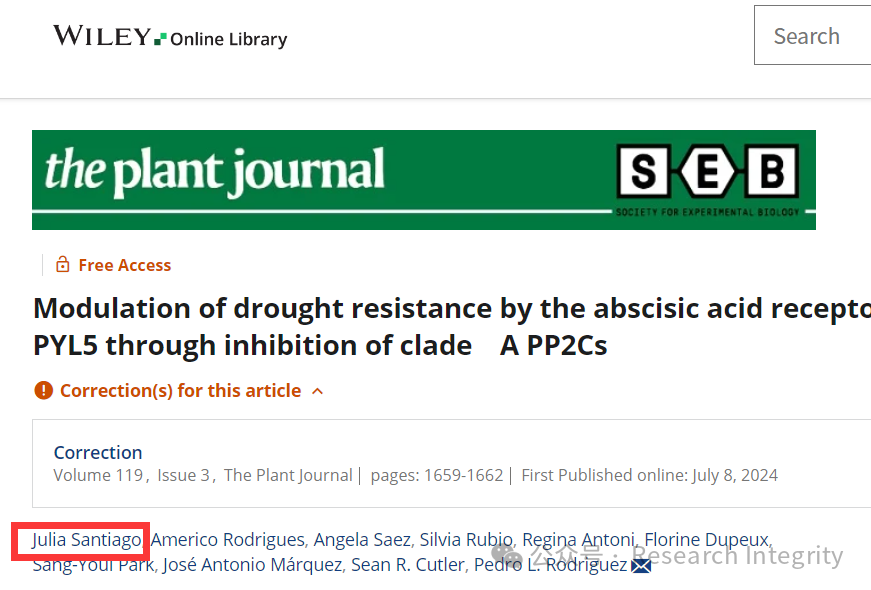 WILEY Online Library
Search
the plant journal
SEB
SOCIETY FOR EXPERIMENTAL BIOLOGY
Free Access
Modulation of drought resistance by the abscisic acid recepto
PYL5 through inhibition of clade A PP2Cs
Correction(s) for this article
Correction
Volume 119, Issue 3, The Plant Journal | pages: 1659-1662 | First Published online: July 8, 2024
Julia Santiago, Americo Rodrigues, Angela Saez, Silvia Rubio, Regina Antoni, Florine Dupeux,
Sang-Youl Park, José Antonio Márquez, Sean R. Cutler, Pedro L. Rodriguez
公众号 · Research Integrity